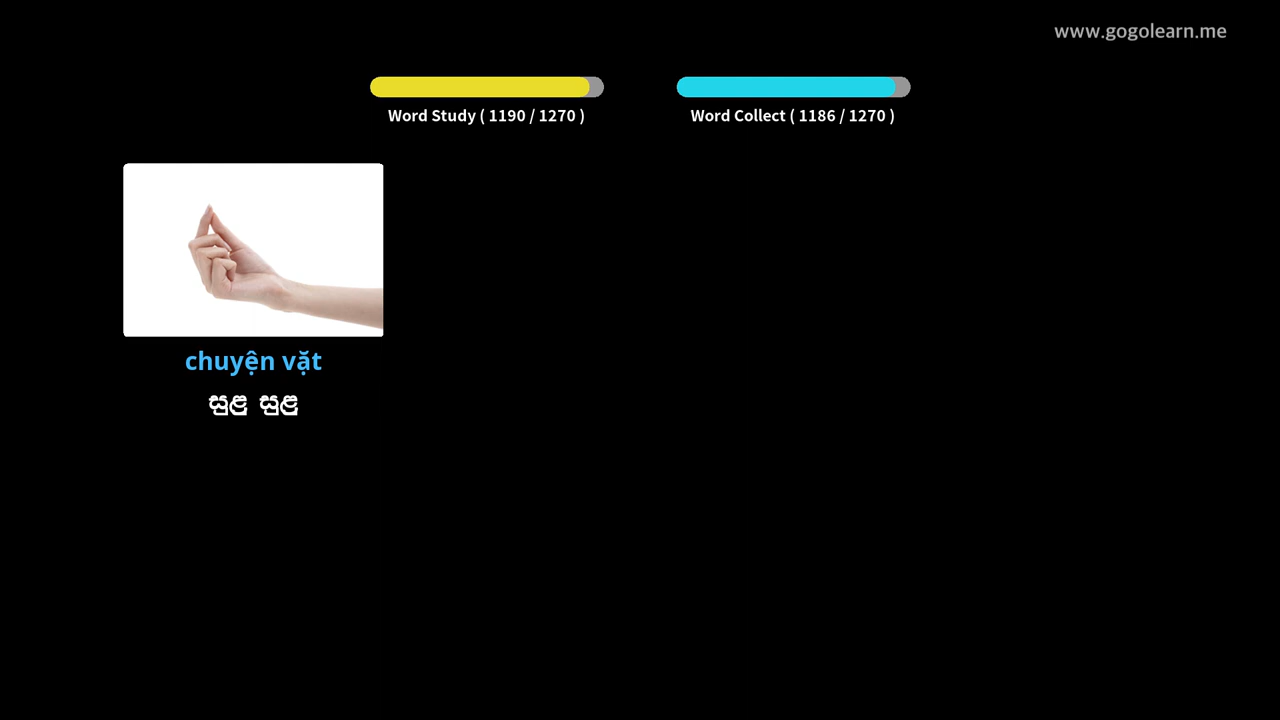 www.gogolearn.me
Word Study ( 1190 / 1270 )
Word Collect ( 1186 / 1270 )
chuyện vặt
සුළු සුළු